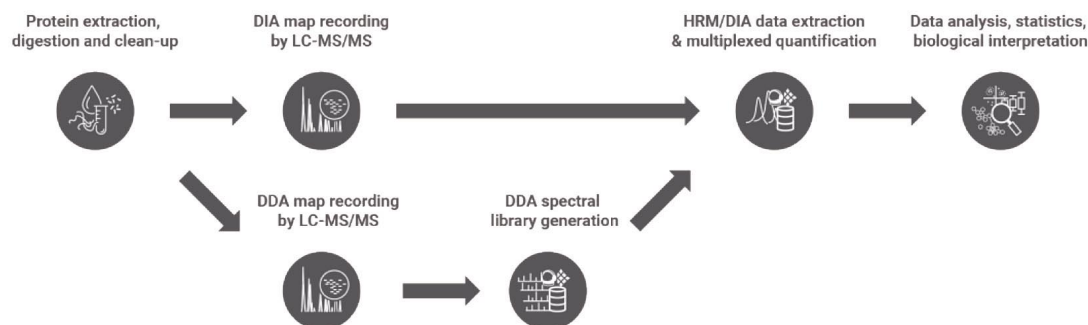 Protein extraction,
digestion and clean-up
DIA map recording
by LC-MS/MS
HRM/DIA data extraction
& multiplexed quantification
Data analysis, statistics,
biological interpretation
DDA map recording
by LC-MS/MS
DDA spectral
library generation